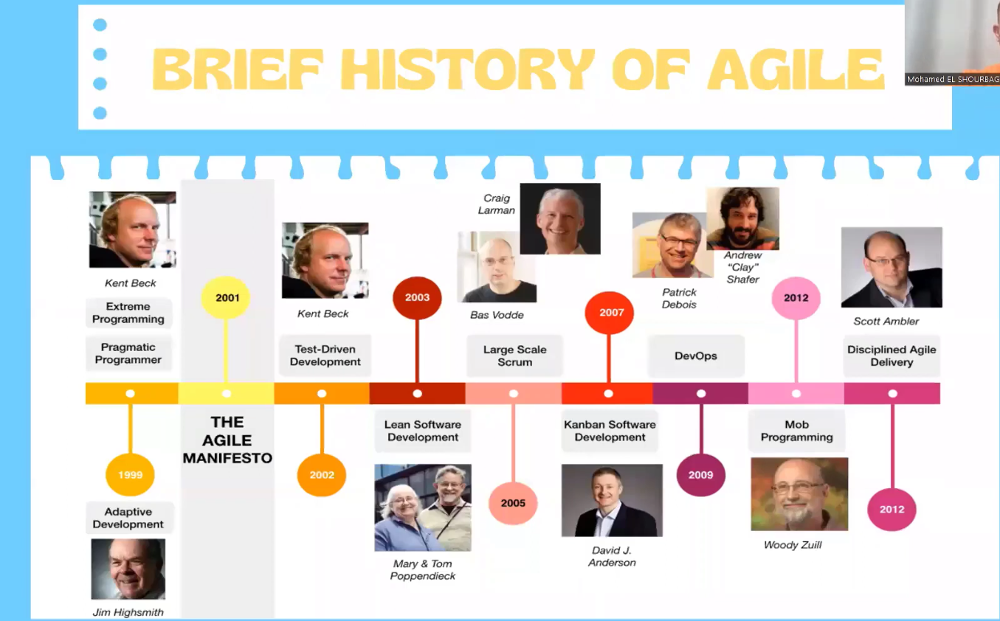 BRIEF HISTORY OF AGILE
Mohamed EL SHOURBAG
Kent Beck
Extreme
Programming
Pragmatic
Programmer
1999
Adaptive
Development
Jim Highsmith
2001
THE
AGILE
MANIFESTO
Kent Beck
Test-Driven
Development
2002
2003
Lean Software
Development
Mary & Tom
Poppendieck
Craig
Larman
Bas Vodde
Large Scale
Scrum
2005
2007
Kanban Software
Development
David J.
Anderson
Patrick
Debois
Andrew
“Clay”
Shafer
DevOps
2009
2012
Mob
Programming
Woody Zuill
Scott Ambler
Disciplined Agile
Delivery
2012